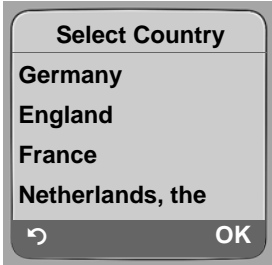 Select Country
Germany
England
France
Netherlands, the
OK